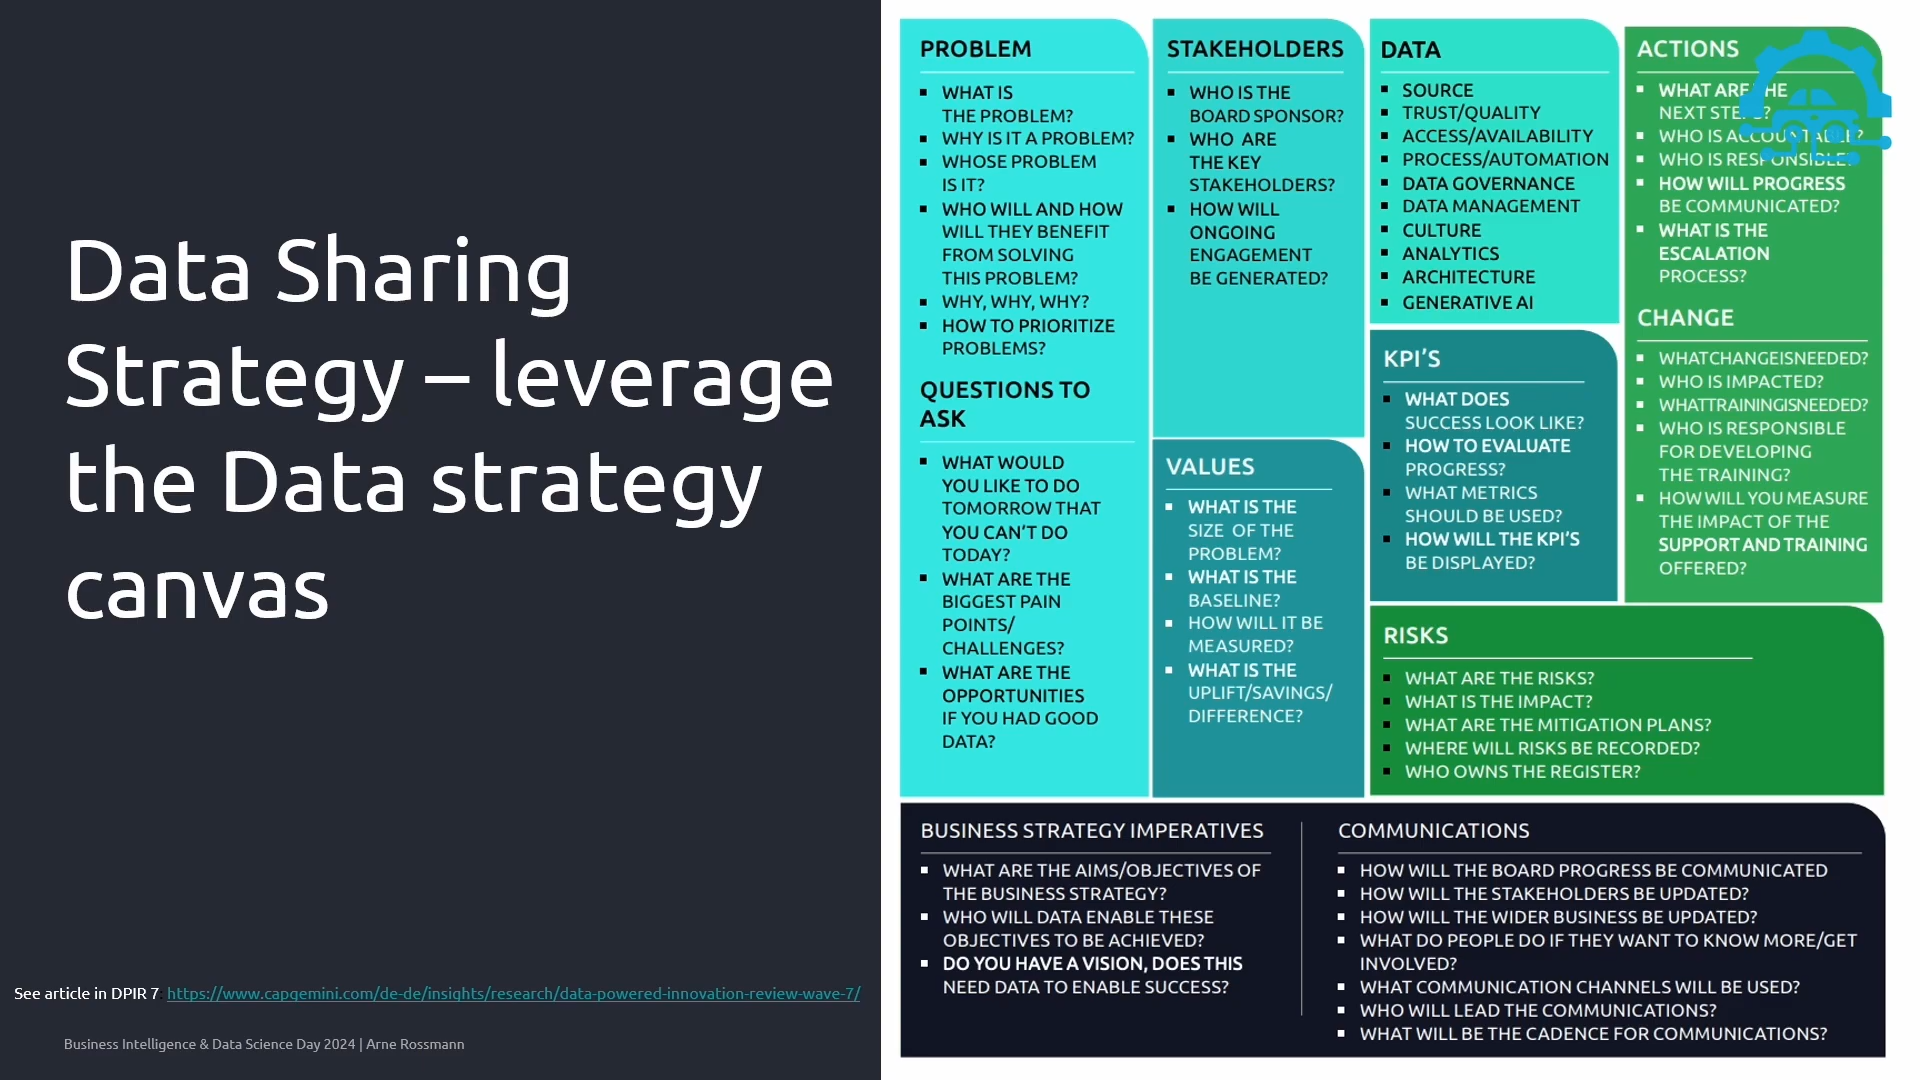 Data Sharing
Strategy – leverage
the Data strategy
canvas
See article in DPIR 7: https://www.capgemini.com/de-de/insights/research/data-powered-innovation-review-wave-7/
Business Intelligence & Data Science Day 2024 | Arne Rossmann
PROBLEM
WHAT IS
THE PROBLEM?
WHY IS IT A PROBLEM?
WHOSE PROBLEM
IS IT?
WHO WILL AND HOW
WILL THEY BENEFIT
FROM SOLVING
THIS PROBLEM?
WHY, WHY, WHY?
HOW TO PRIORITIZE
PROBLEMS?
QUESTIONS TO
ASK
WHAT WOULD
YOU LIKE TO DO
TOMORROW THAT
YOU CAN'T DO
TODAY?
WHAT ARE THE
BIGGEST PAIN
POINTS/
CHALLENGES?
WHAT ARE THE
OPPORTUNITIES
IF YOU HAD GOOD
DATA?
STAKEHOLDERS
WHO IS THE
BOARD SPONSOR?
WHO ARE
THE KEY
STAKEHOLDERS?
HOW WILL
ONGOING
ENGAGEMENT
BE GENERATED?
VALUES
WHAT IS THE
SIZE OF THE
PROBLEM?
WHAT IS THE
BASELINE?
HOW WILL IT BE
MEASURED?
WHAT IS THE
UPLIFT/SAVINGS/
DIFFERENCE?
DATA
SOURCE
TRUST/QUALITY
ACCESS/AVAILABILITY
PROCESS/AUTOMATION
DATA GOVERNANCE
DATA MANAGEMENT
CULTURE
ANALYTICS
ARCHITECTURE
GENERATIVE AI
KPI'S
WHAT DOES
SUCCESS LOOK LIKE?
HOW TO EVALUATE
PROGRESS?
WHAT METRICS
SHOULD BE USED?
HOW WILL THE KPI'S
BE DISPLAYED?
ACTIONS
WHAT ARE THE
NEXT STEPS?
WHO IS ACCOUNTABLE?
WHO IS RESPONSIBLE?
HOW WILL PROGRESS
BE COMMUNICATED?
WHAT IS THE
ESCALATION
PROCESS?
CHANGE
WHATCHANGEISNEEDED?
WHO IS IMPACTED?
WHATTRAININGISNEEDED?
WHO IS RESPONSIBLE
FOR DEVELOPING
THE TRAINING?
HOW WILL YOU MEASURE
THE IMPACT OF THE
SUPPORT AND TRAINING
OFFERED?
RISKS
WHAT ARE THE RISKS?
WHAT IS THE IMPACT?
WHAT ARE THE MITIGATION PLANS?
WHERE WILL RISKS BE RECORDED?
WHO OWNS THE REGISTER?
BUSINESS STRATEGY IMPERATIVES
WHAT ARE THE AIMS/OBJECTIVES OF
THE BUSINESS STRATEGY?
WHO WILL DATA ENABLE THESE
OBJECTIVES TO BE ACHIEVED?
DO YOU HAVE A VISION, DOES THIS
NEED DATA TO ENABLE SUCCESS?
COMMUNICATIONS
HOW WILL THE BOARD PROGRESS BE COMMUNICATED
HOW WILL THE STAKEHOLDERS BE UPDATED?
HOW WILL THE WIDER BUSINESS BE UPDATED?
WHAT DO PEOPLE DO IF THEY WANT TO KNOW MORE/GET
INVOLVED?
WHAT COMMUNICATION CHANNELS WILL BE USED?
WHO WILL LEAD THE COMMUNICATIONS?
WHAT WILL BE THE CADENCE FOR COMMUNICATIONS?